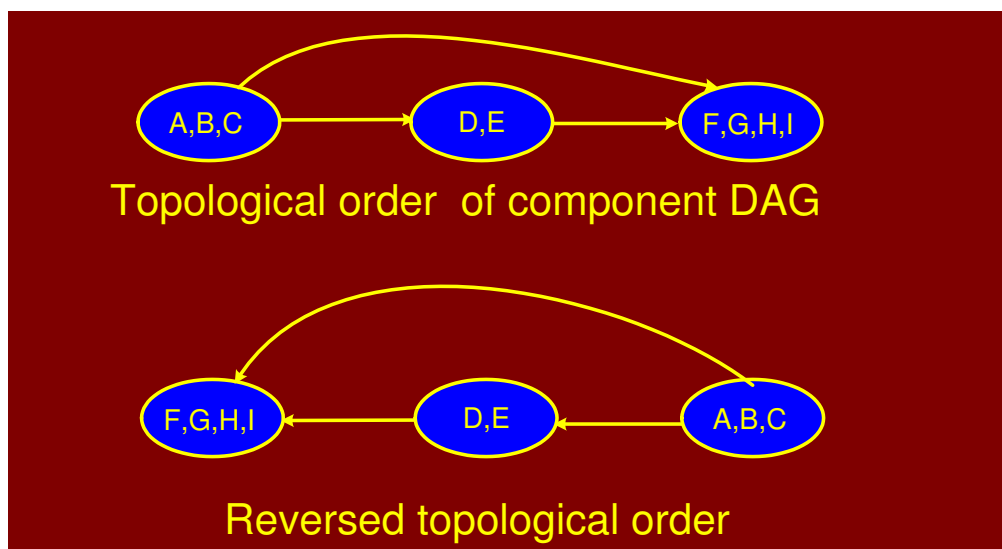 A,B,C
D,E
F,G,H,I
Topological order of component DAG
F,G,H,I
D,E
A,B,C
Reversed topological order